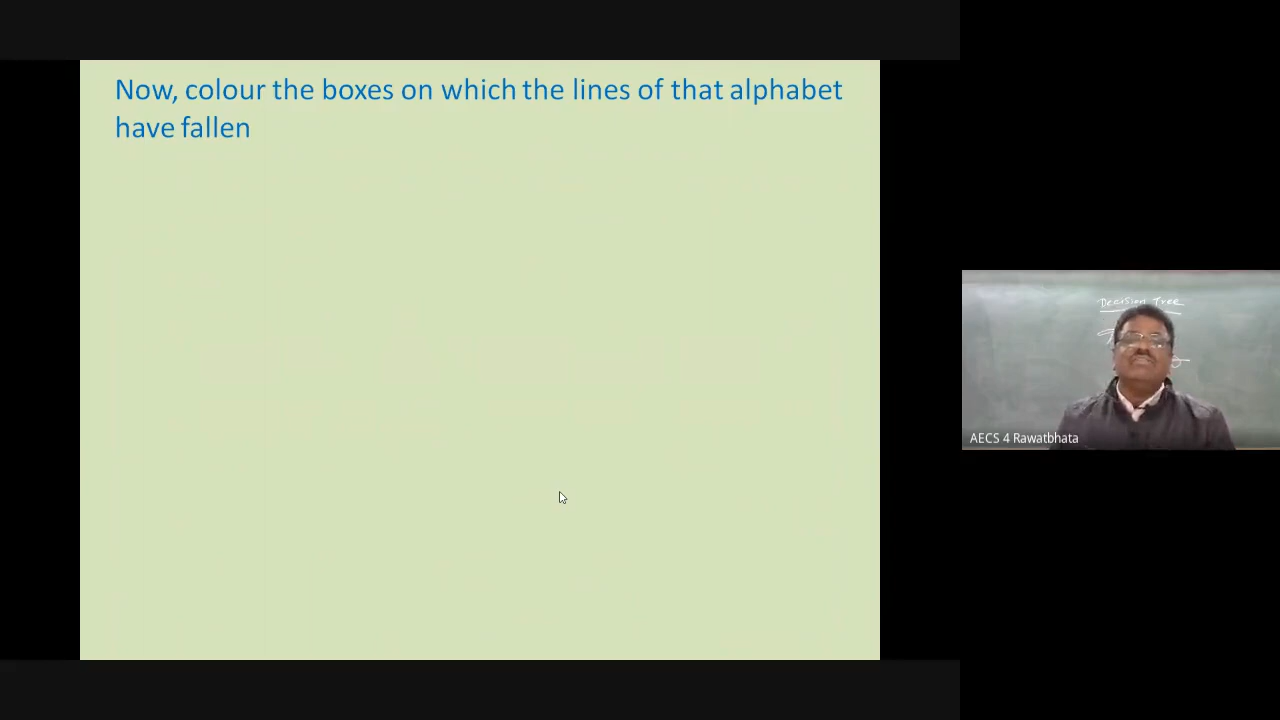 Now, colour the boxes on which the lines of that alphabet
have fallen
Decision Tree
AECS 4 Rawatbhata